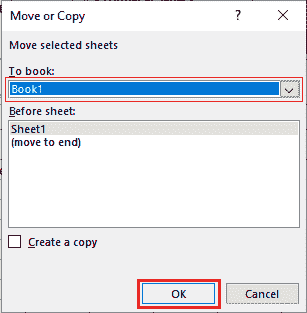 Move or Copy
?
Move selected sheets
To book:
Book1
Before sheet:
Sheet1
(move to end)
Create a copy
OK
Cancel